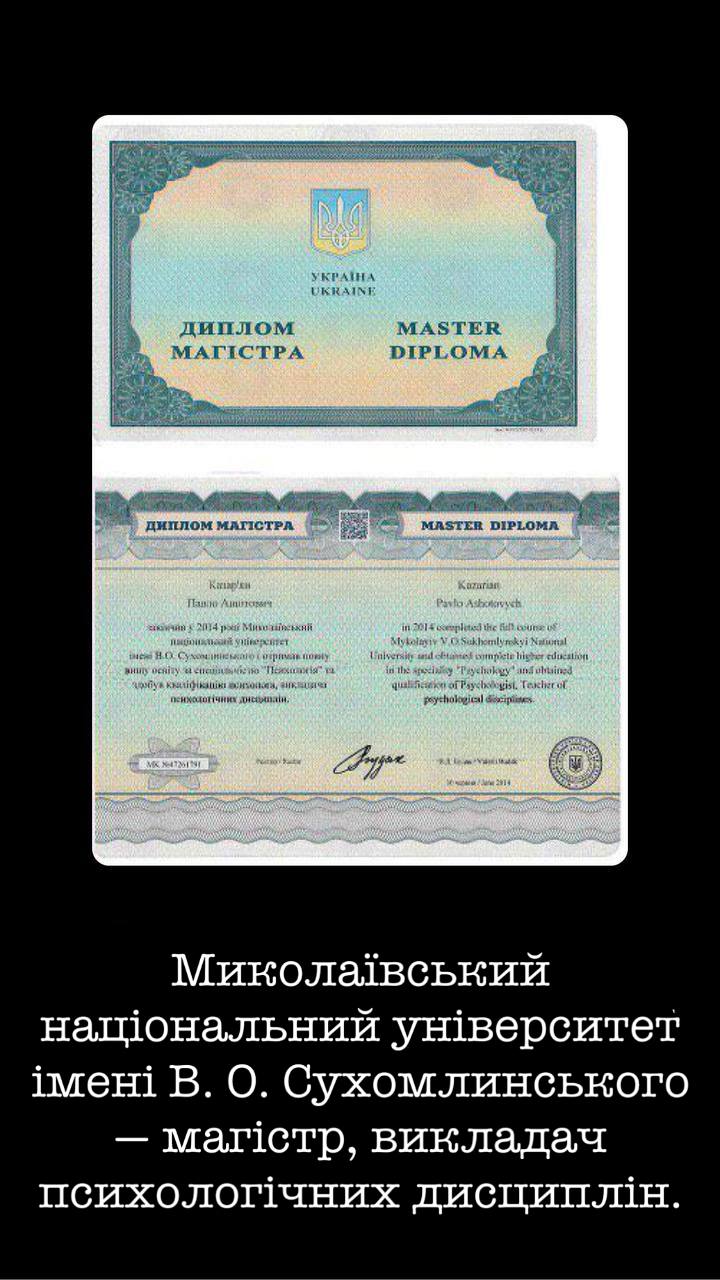 УКРАЇНА
UKRAINE
ДИПЛОМ
МАГІСТРА
MASTER
DIPLOMA
ДИПЛОМ МАГІСТРА
MASTER DIPLOMA
Казар'ян
Павло Ашотович
закінчив у 2014 році Миколаївський
національний університет
імені В.О. Сухомлинського і отримав повну
вищу освіту за спеціальністю "Психологія" та
здобув кваліфікацію психолога, викладача
психологічних дисциплін.
Kazarian
Pavlo Ashotovych
in 2014 completed the full course of
Mykolayiv V.O.Sukhomlynskyi National
University and obtained complete higher education
in the speciality "Psychology" and obtained
qualification of Psychologist, Teacher of
psychological disciplines.
МК №47261791
Ректор / Rector
10 червня / June 2014
Миколаївський
національний університет
імені В. О. Сухомлинського
– магістр, викладач
психологічних дисциплін.